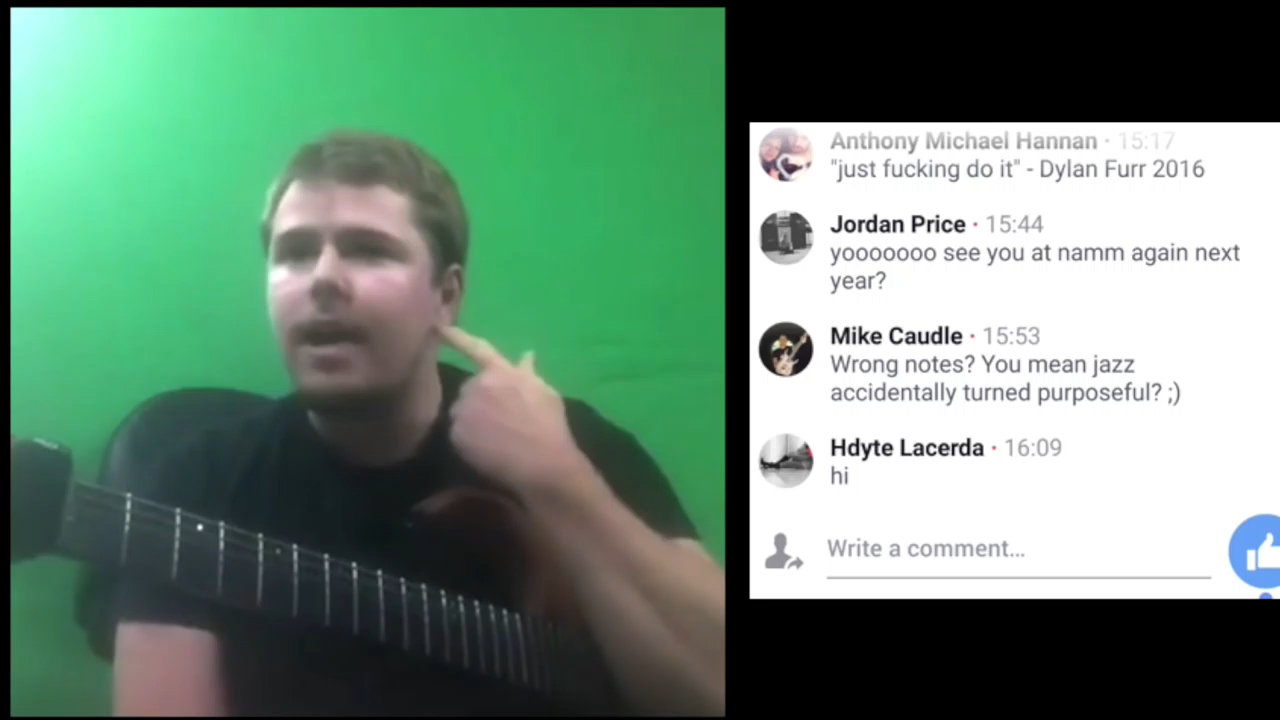 Anthony Michael Hannan · 15:17
"just fucking do it" - Dylan Furr 2016
Jordan Price · 15:44
yooooooo see you at namm again next
year?
Mike Caudle · 15:53
Wrong notes? You mean jazz
accidentally turned purposeful? ;)
Hdyte Lacerda · 16:09
hi
Write a comment...